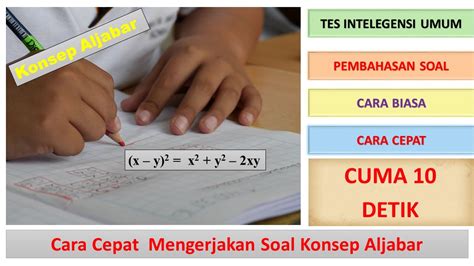 Konsep Aljabar
(x – y)² = x² + y² – 2xy
TES INTELEGENSI UMUM
PEMBAHASAN SOAL
CARA BIASA
CARA CEPAT
CUMA 10
DETIK
Cara Cepat Mengerjakan Soal Konsep Aljabar